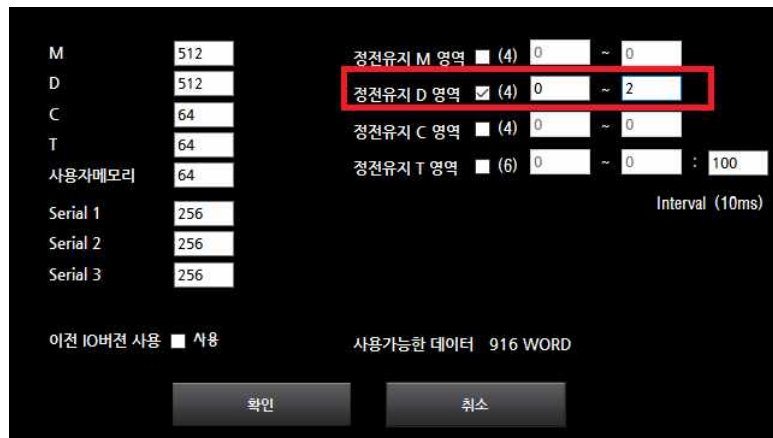 M 512 정전유지 M 영역 (4) 0 ~ 0
D 512 정전유지 D 영역 (4) 0 ~ 2
C 64 정전유지 C 영역 (4) 0 ~ 0
T 64 정전유지 T 영역 (6) 0 ~ 0 : 100
사용자메모리 64
Interval (10ms)
Serial 1 256
Serial 2 256
Serial 3 256
이전 IO버젼 사용 사용 사용가능한 데이터 916 WORD
확인 취소